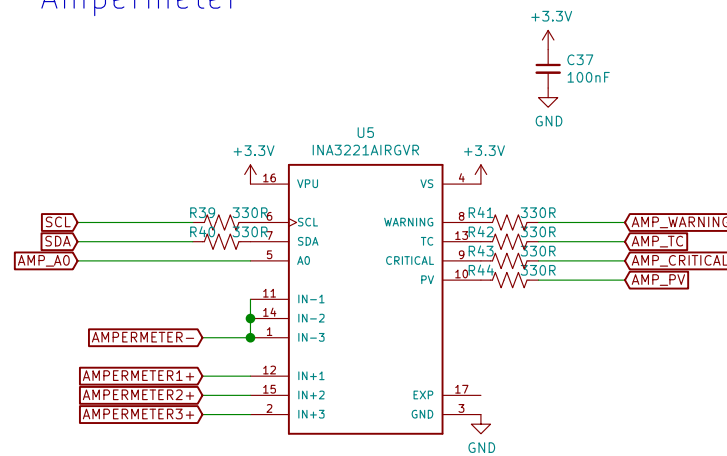 Ampermeter
+3.3V
C37
100nF
GND
U5
INA3221AIRGVR
+3.3V
+3.3V
16 VPU
VS 4
SCL R39 330R 6 SCL
SDA R40 330R 7 SDA
AMP_A0 5 A0
WARNING 8 R41 330R AMP_WARNING
TC 13 R42 330R AMP_TC
CRITICAL 9 R43 330R AMP_CRITICAL
PV 10 R44 330R AMP_PV
11 IN-1
14 IN-2
AMPERMETER- 1 IN-3
AMPERMETER1+ 12 IN+1
AMPERMETER2+ 15 IN+2
AMPERMETER3+ 2 IN+3
EXP 17
GND 3
GND